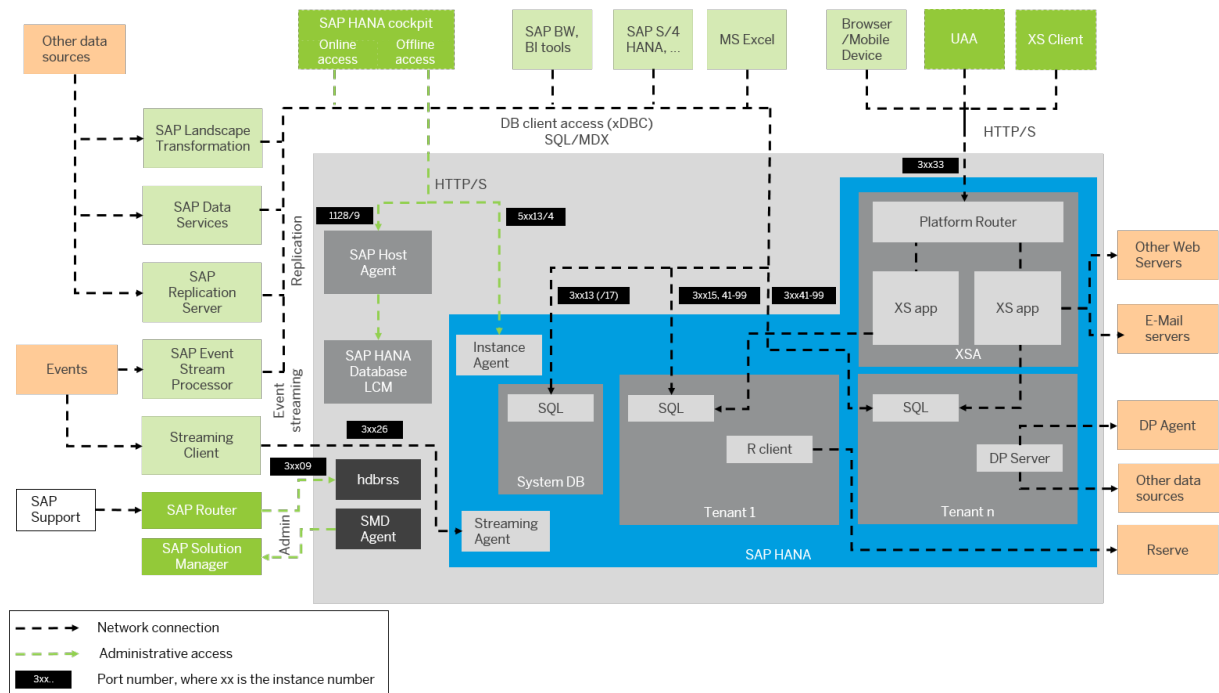 SAP HANA cockpit
Online
access
Offline
access
Other data
sources
SAP BW,
BI tools
SAP S/4
HANA, ...
MS Excel
Browser
/Mobile
Device
UAA
XS Client
SAP Landscape
Transformation
DB client access (xDBC)
SQL/MDX
HTTP/S
3xx33
HTTP/S
SAP Data
Services
1128/9
5xx13/4
Platform Router
Replication
SAP Host
Agent
Other Web
Servers
SAP
Replication
Server
3xx13 (/17)
3xx15, 41-99
3xx41-99
XS app
XS app
E-Mail
servers
Instance
Agent
XSA
Events
SAP Event
Stream
Processor
SAP HANA
Database
LCM
Event
streaming
SQL
SQL
SQL
Streaming
Client
3xx26
DP Agent
R client
DP Server
3xx09
hdbrss
System DB
Other data
sources
SAP
Support
SAP Router
Admin
SMD
Agent
Streaming
Agent
Tenant 1
Tenant n
SAP Solution
Manager
SAP HANA
Rserve
Network connection
Administrative access
3xx..
Port number, where xx is the instance number